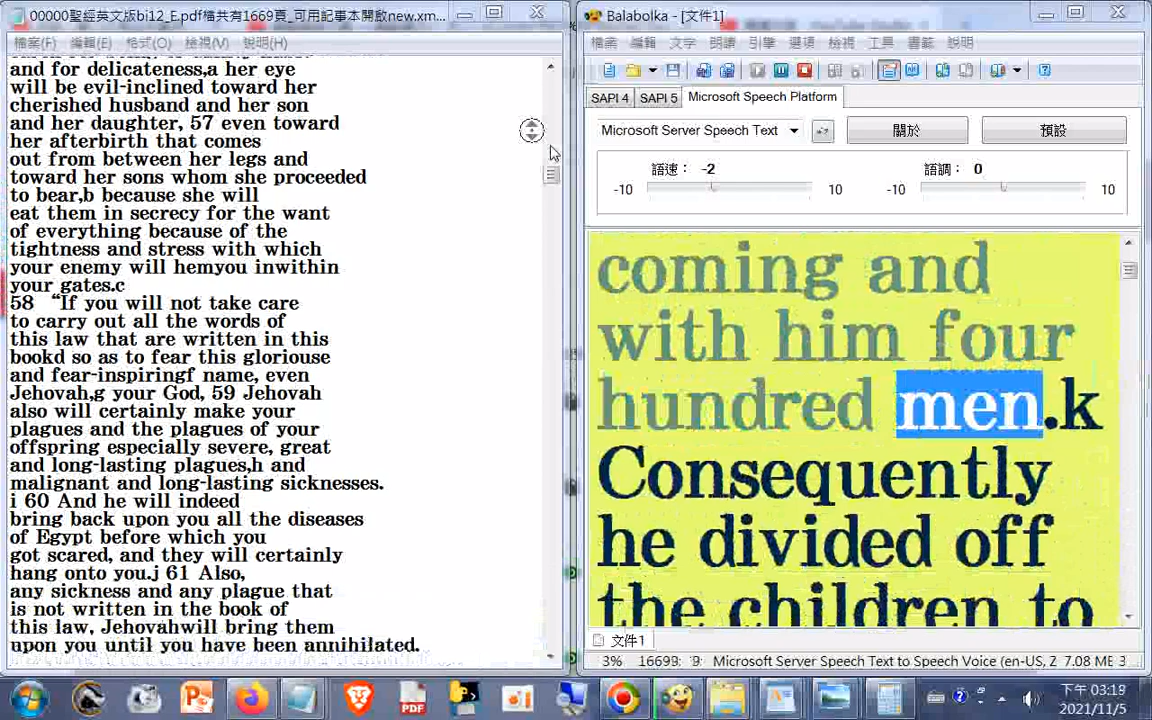 00000聖經英文版bi12_E.pdf檔共有1669頁_可用記事本開啟new.xm...
檔案(F) 編輯(E) 格式(O) 檢視(V) 說明(H)
and for delicateness,a her eye
will be evil-inclined toward her
cherished husband and her son
and her daughter, 57 even toward
her afterbirth that comes
out from between her legs and
toward her sons whom she proceeded
to bear,b because she will
eat them in secrecy for the want
of everything because of the
tightness and stress with which
your enemy will hemyou inwithin
your gates.c
58 “If you will not take care
to carry out all the words of
this law that are written in this
bookd so as to fear this gloriouse
and fear-inspiringf name, even
Jehovah,g your God, 59 Jehovah
also will certainly make your
plagues and the plagues of your
offspring especially severe, great
and long-lasting plagues,h and
malignant and long-lasting sicknesses.
i 60 And he will indeed
bring back upon you all the diseases
of Egypt before which you
got scared, and they will certainly
hang onto you.j 61 Also,
any sickness and any plague that
is not written in the book of
this law, Jehovahwill bring them
upon you until you have been annihilated.
Balabolka - [文件1]
檔案 編輯 文字 朗讀 引擎 選項 檢視 工具 書籤 說明
SAPI 4 SAPI 5 Microsoft Speech Platform
Microsoft Server Speech Text 關於 預設
語速： -2 語調： 0
-10 10 -10 10
coming and
with him four
hundred men.k
Consequently
he divided off
the children to
文件1
3% 16699: 9: Microsoft Server Speech Text to Speech Voice (en-US, Z 7.08 ME 3
下午 03:19
2021/11/5